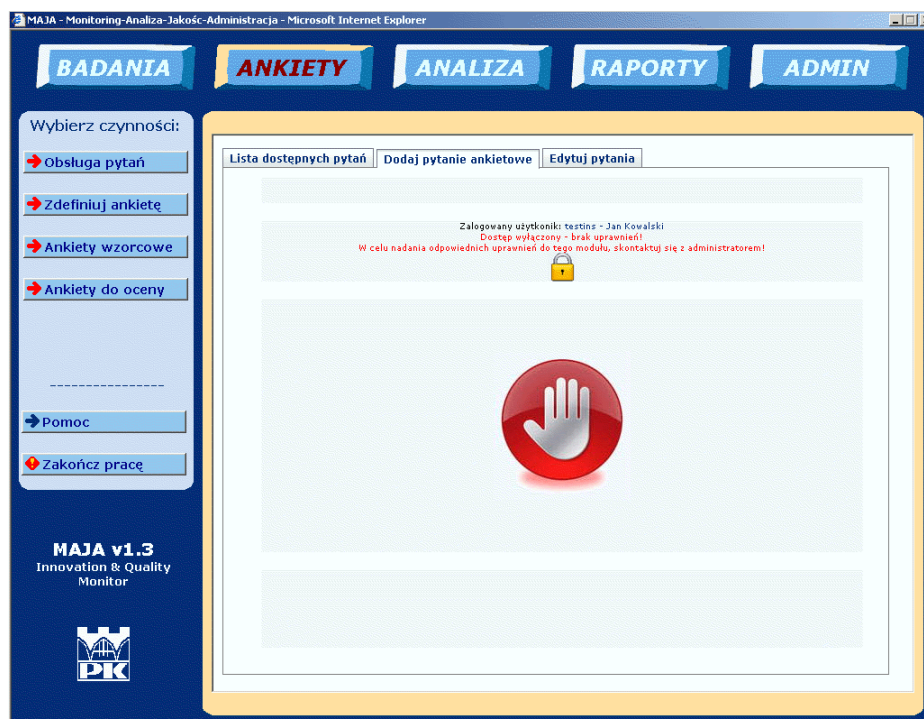 MAJA - Monitoring-Analiza-Jakośc-Administracja - Microsoft Internet Explorer
BADANIA
ANKIETY
ANALIZA
RAPORTY
ADMIN
Wybierz czynności:
Obsługa pytań
Zdefiniuj ankietę
Ankiety wzorcowe
Ankiety do oceny
----------------
Pomoc
Zakończ pracę
MAJA v1.3
Innovation & Quality
Monitor
PK
Lista dostępnych pytań
Dodaj pytanie ankietowe
Edytuj pytania
Zalogowany użytkonik: testins - Jan Kowalski
Dostęp wyłączony - brak uprawnień!
W celu nadania odpowiednich uprawnień do tego modułu, skontaktuj się z administratorem!